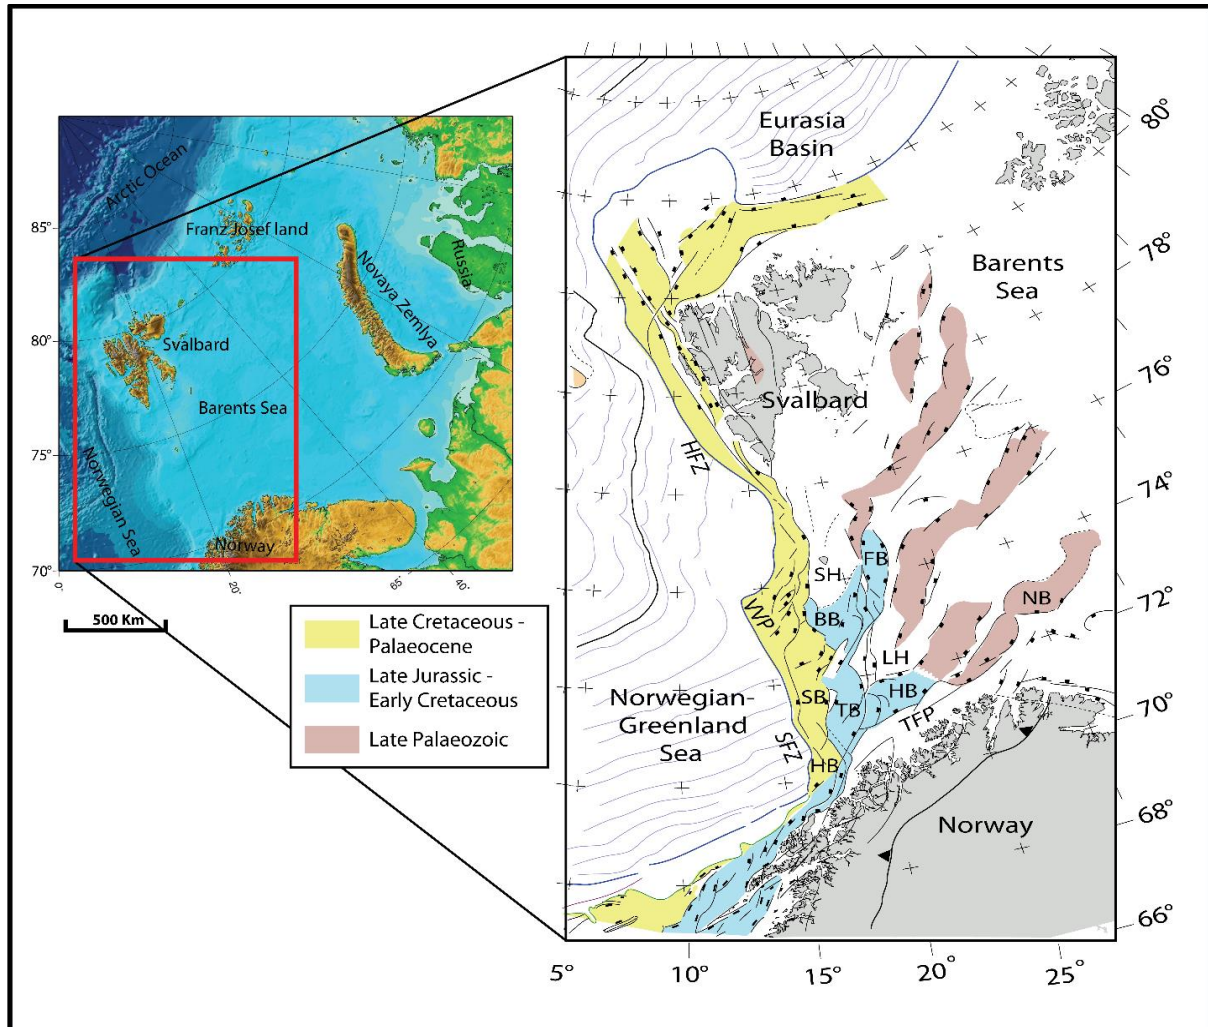 Arctic Ocean
85°
Franz Josef land
Novaya Zemlya
Russia
80°
Svalbard
Barents Sea
75°
Norwegian Sea
Norway
70°
0°
20°
65°
40°
500 Km
Late Cretaceous -
Palaeocene
Late Jurassic -
Early Cretaceous
Late Palaeozoic
Eurasia
Basin
80°
78°
Barents
Sea
76°
Svalbard
HFZ
74°
FB
SH
NB
72°
VVP
BB
LH
Norwegian-
Greenland
Sea
SB
TB
HB
TFP
70°
SFZ
HB
Norway
68°
66°
5°
10°
15°
20°
25°